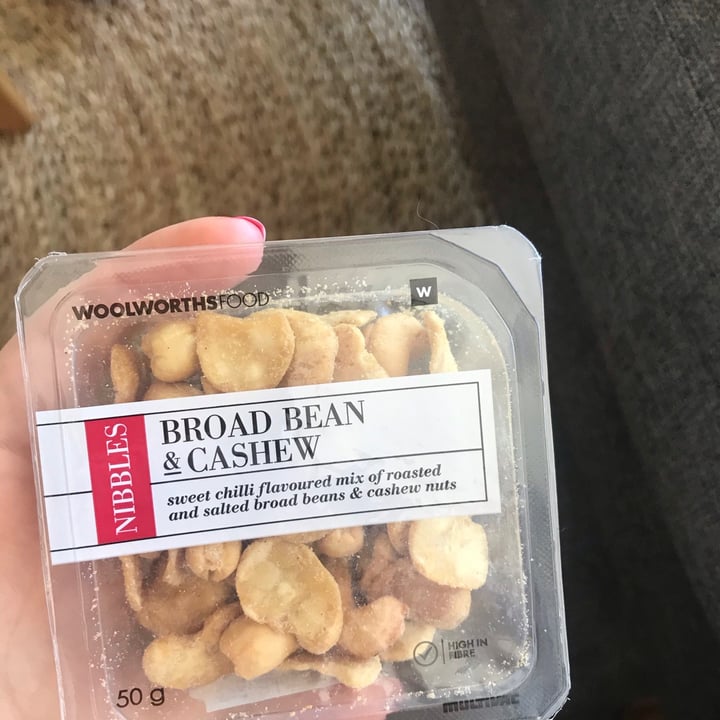 WOOLWORTHSFOOD
W
NIBBLES
BROAD BEAN
& CASHEW
sweet chilli flavoured mix of roasted
and salted broad beans & cashew nuts
HIGH IN
FIBRE
50 g
MULTIVAC